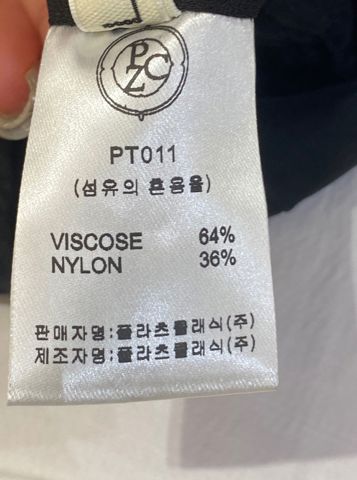 PZC
PT011
(섬유의 혼용율)
VISCOSE 64%
NYLON 36%
판매자명:플라츠클래식(주)
제조자명:플라츠클래식(주)